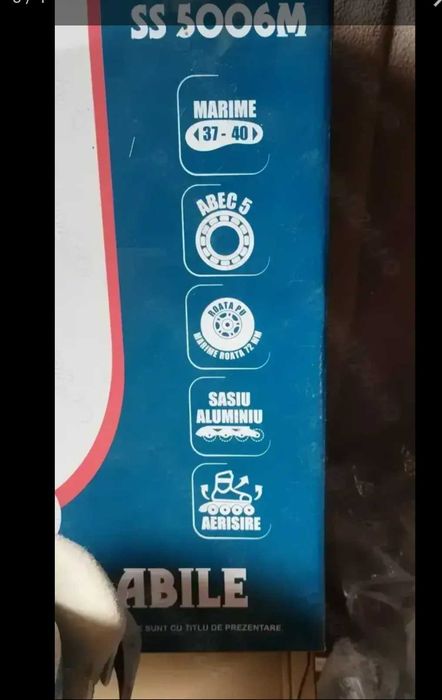 SS 5006M
MARIME
37 - 40
ABEC 5
ROATA PU
MARIME ROATA 72 MM
SASIU
ALUMINIU
AERISIRE
ABILE
SUNT CU TITLU DE PREZENTARE